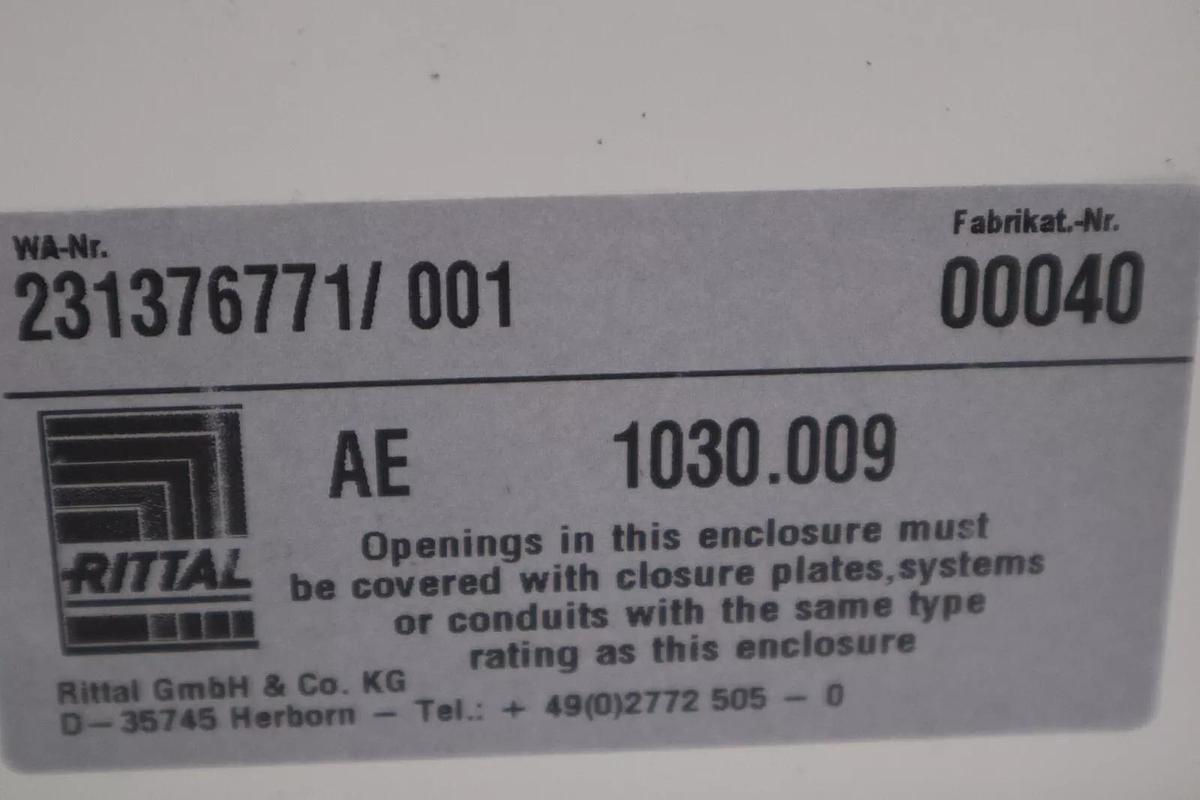 WA-Nr.
Fabrikat.-Nr.
231376771/ 001
00040
AE 1030.009
RITTAL
Openings in this enclosure must
be covered with closure plates,systems
or conduits with the same type
rating as this enclosure
Rittal GmbH & Co. KG
D-35745 Herborn - Tel.: + 49(0)2772 505 - 0